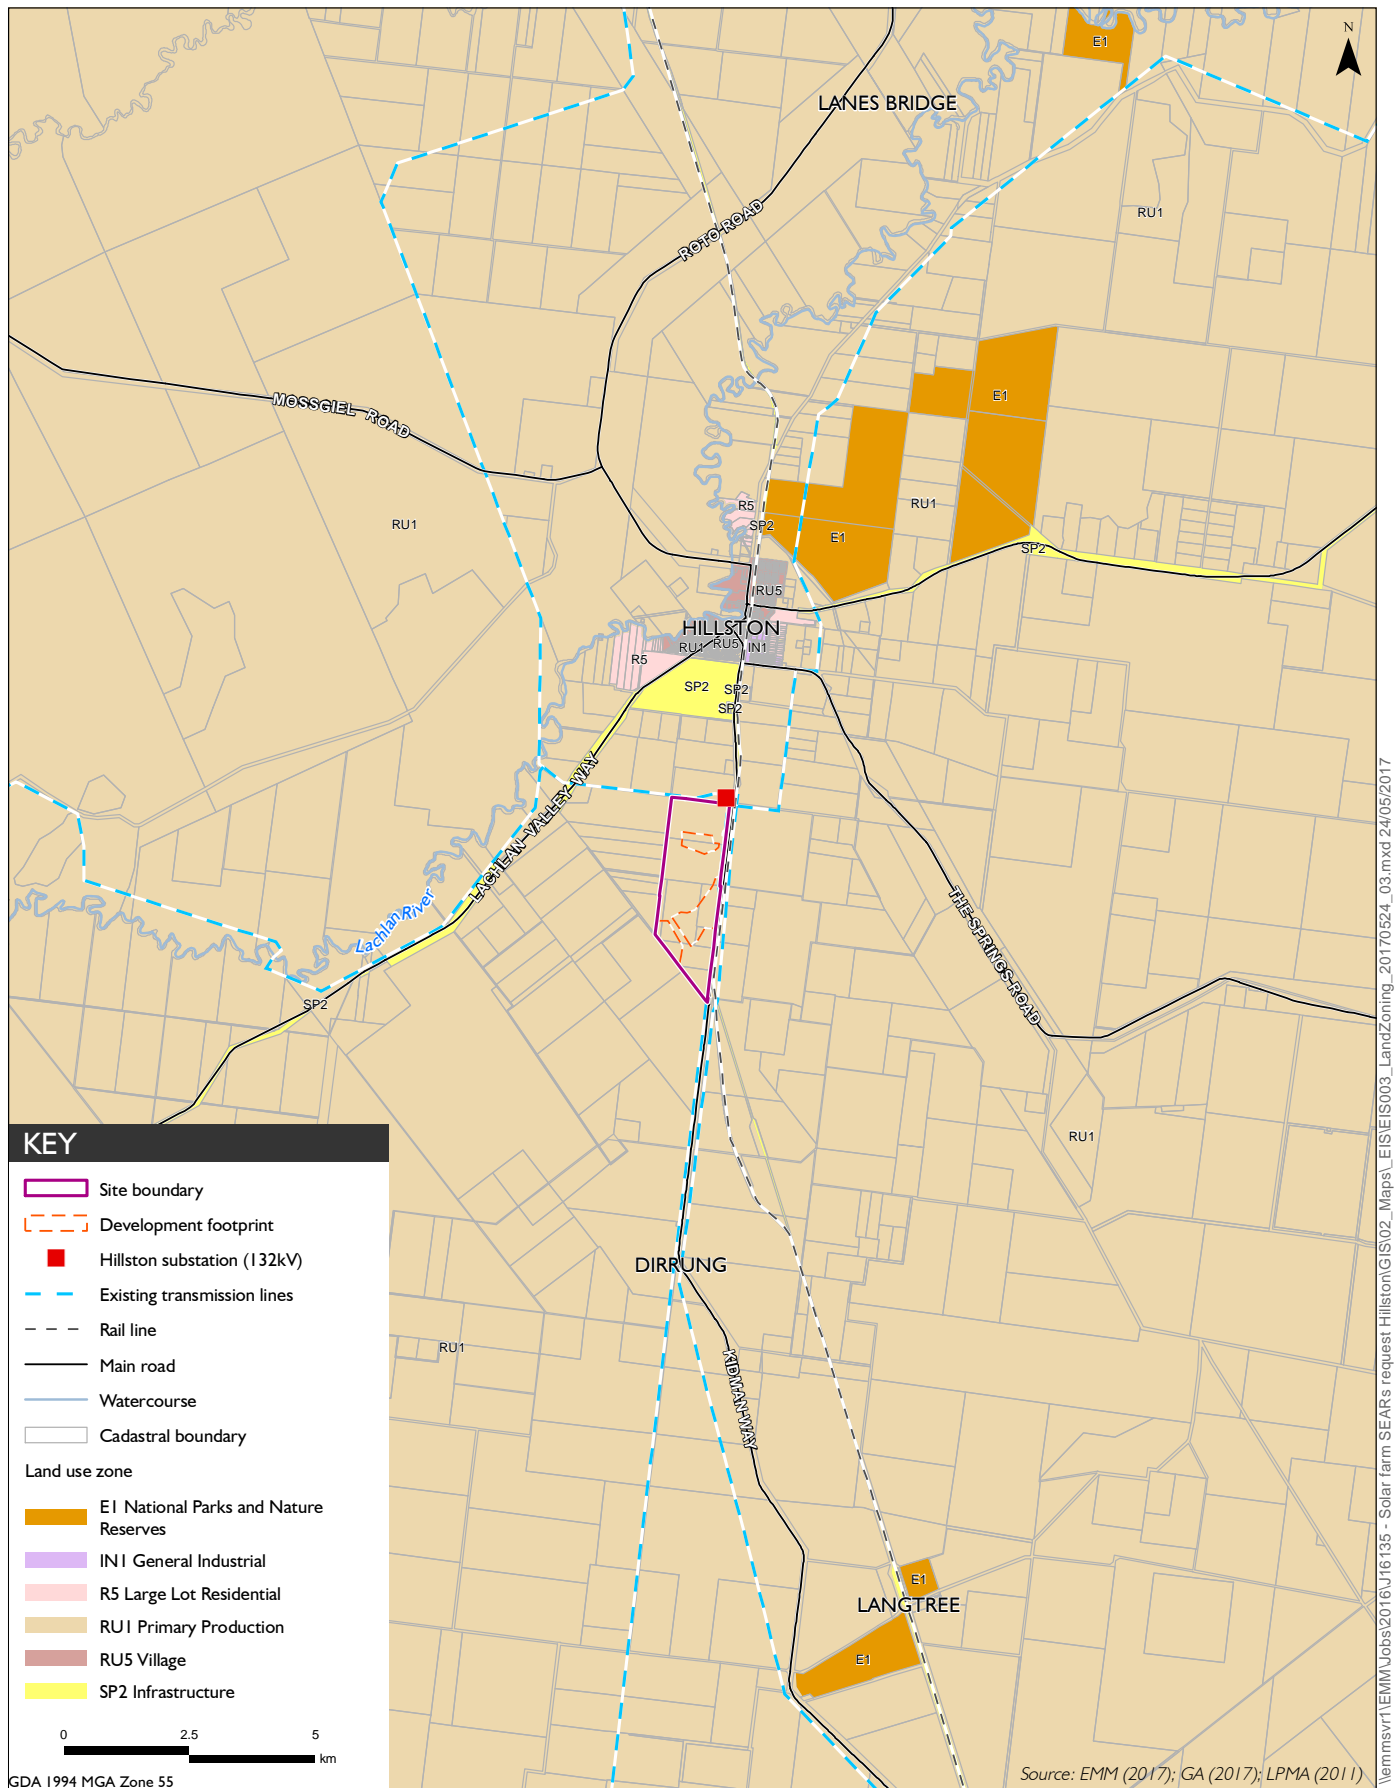 N
E1
LANES BRIDGE
RU1
ROTO ROAD
MOSSGIEL ROAD
E1
RU1
R5
RU1
SP2
E1
SP2
RU5
HILLSTON
RU1
RU5
IN1
R5
SP2
SP2
SP2
LACHLAN VALLEY WAY
Lachlan River
THE SPRINGS ROAD
SP2
RU1
DIRRUNG
RU1
KIDMAN WAY
E1
LANGTREE
E1
KEY
Site boundary
Development footprint
Hillston substation (132kV)
Existing transmission lines
Rail line
Main road
Watercourse
Cadastral boundary
Land use zone
E1 National Parks and Nature
Reserves
IN1 General Industrial
R5 Large Lot Residential
RU1 Primary Production
RU5 Village
SP2 Infrastructure
0 2.5 5
km
GDA 1994 MGA Zone 55
Source: EMM (2017); GA (2017); LPMA (2011)
\\emmsvr1\EMM\Jobs\2016\J16135 - Solar farm SEARs request Hillston\GIS\02_Maps\_EIS\EIS003_LandZoning_20170524_03.mxd 24/05/2017